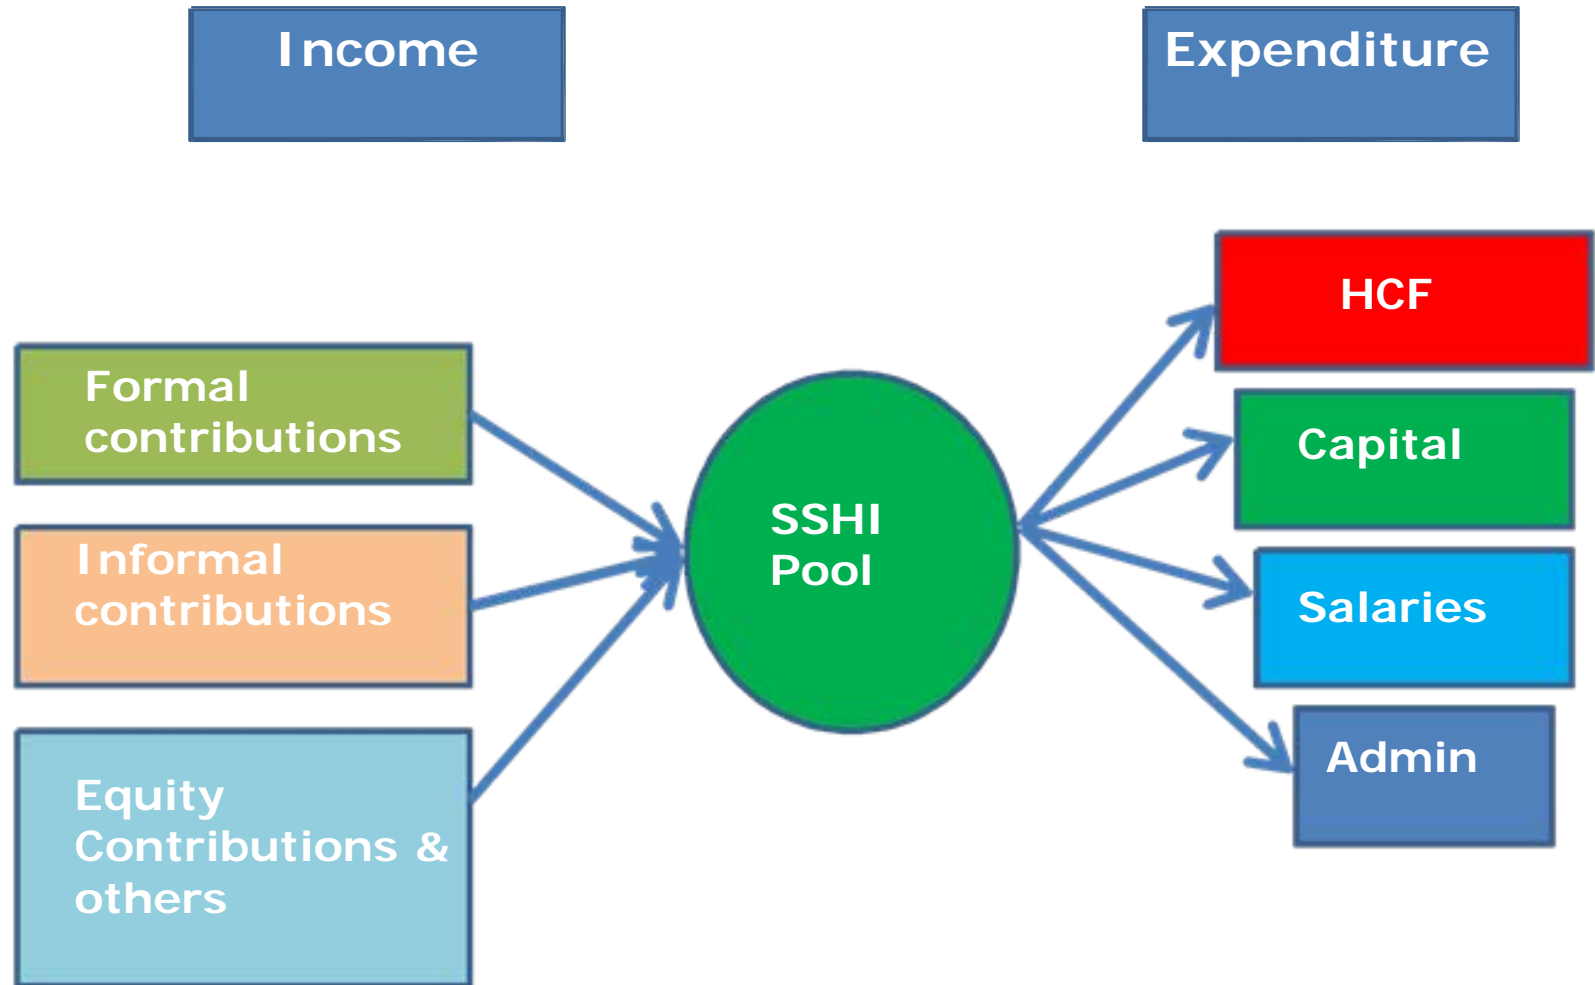 Income
Expenditure
Formal
contributions
Informal
contributions
Equity
Contributions &
others
SSHI
Pool
HCF
Capital
Salaries
Admin